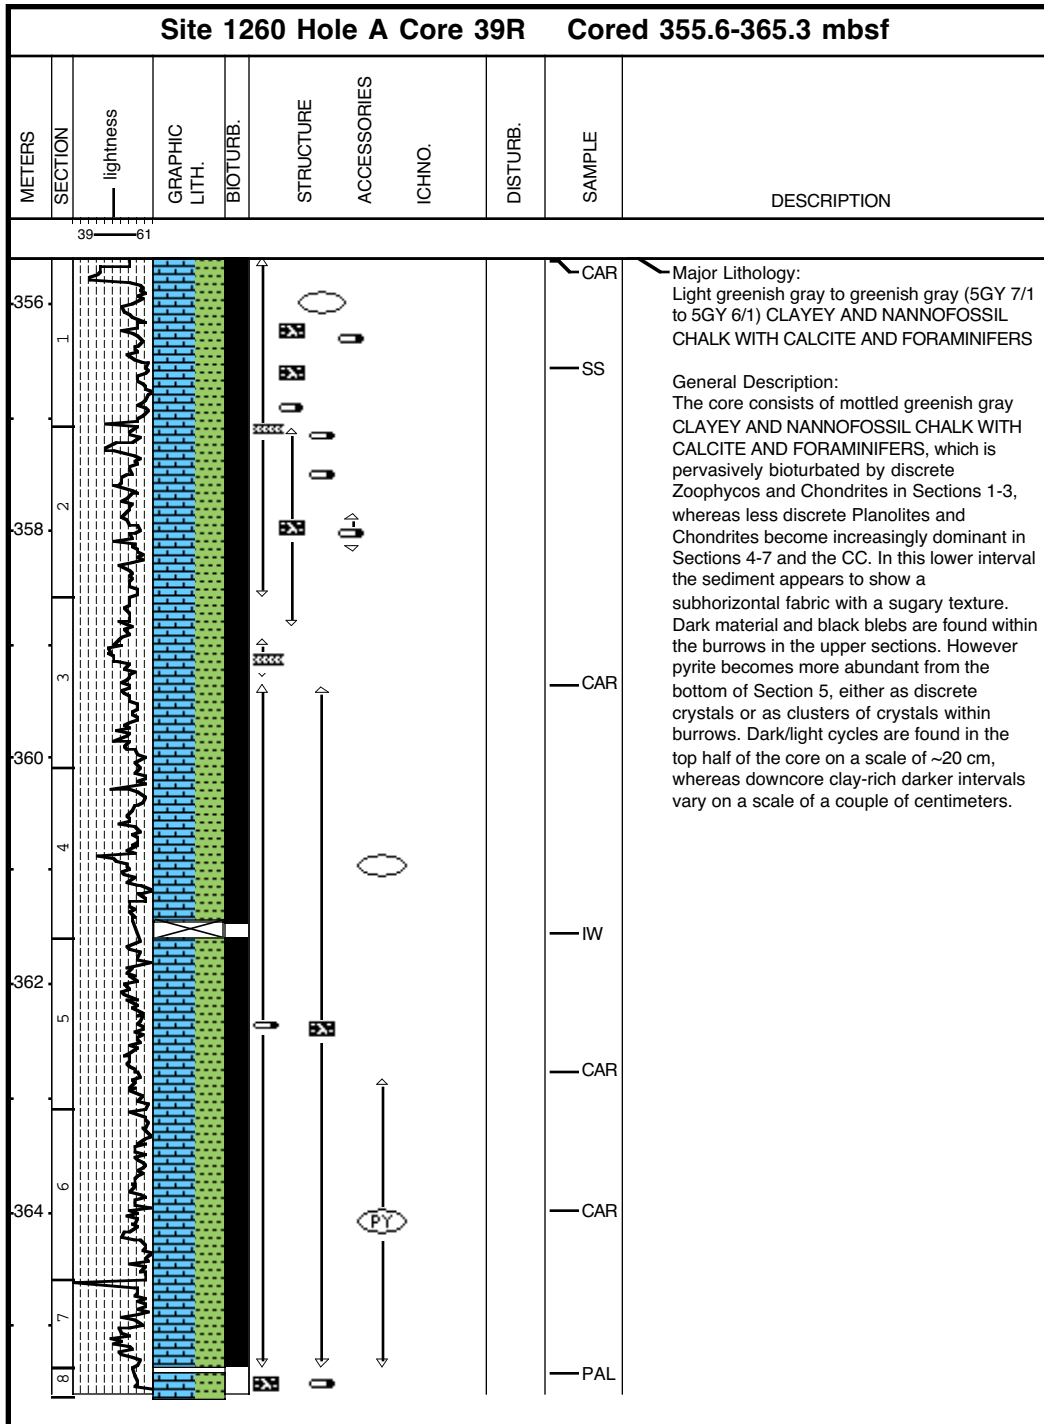 Site 1260 Hole A Core 39R Cored 355.6-365.3 mbsf
METERS
SECTION
lightness
GRAPHIC
LITH.
BIOTURB.
STRUCTURE
ACCESSORIES
ICHNO.
DISTURB.
SAMPLE
DESCRIPTION
39 61
CAR
Major Lithology:
Light greenish gray to greenish gray (5GY 7/1
to 5GY 6/1) CLAYEY AND NANNOFOSSIL
CHALK WITH CALCITE AND FORAMINIFERS
356
1
SS
General Description:
The core consists of mottled greenish gray
CLAYEY AND NANNOFOSSIL CHALK WITH
CALCITE AND FORAMINIFERS, which is
pervasively bioturbated by discrete
Zoophycos and Chondrites in Sections 1-3,
whereas less discrete Planolites and
Chondrites become increasingly dominant in
Sections 4-7 and the CC. In this lower interval
the sediment appears to show a
subhorizontal fabric with a sugary texture.
Dark material and black blebs are found within
the burrows in the upper sections. However
pyrite becomes more abundant from the
bottom of Section 5, either as discrete
crystals or as clusters of crystals within
burrows. Dark/light cycles are found in the
top half of the core on a scale of ~20 cm,
whereas downcore clay-rich darker intervals
vary on a scale of a couple of centimeters.
2
358
3
CAR
360
4
IW
362
5
CAR
6
364
PY
CAR
7
8
PAL